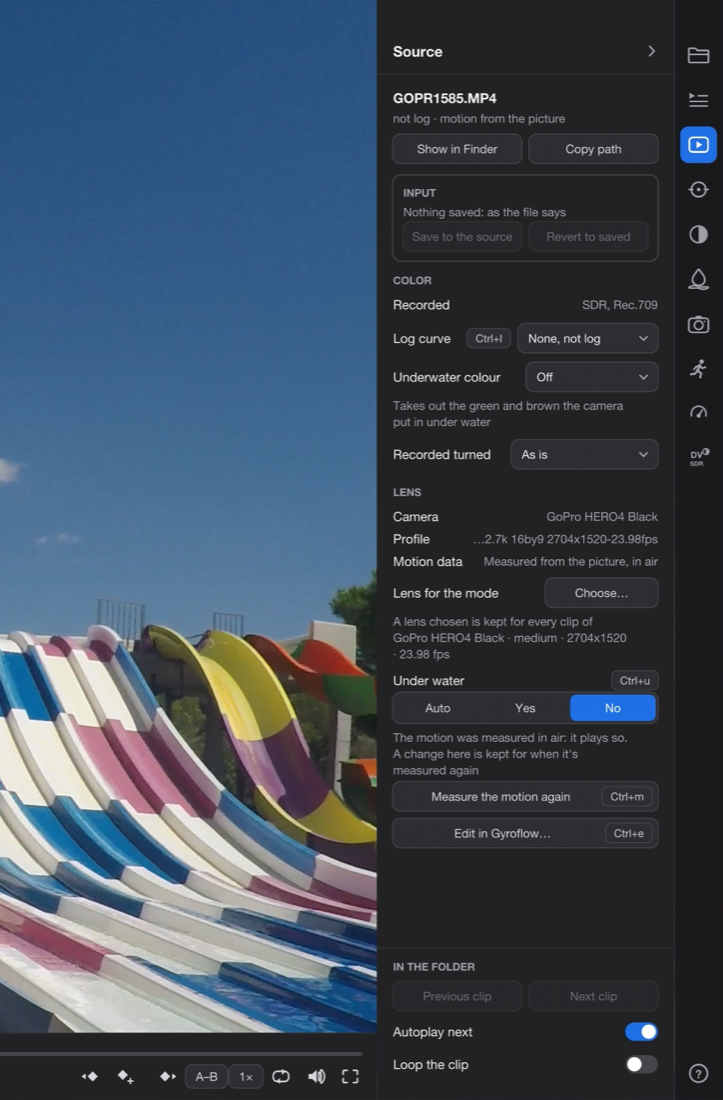 Source
GOPR1585.MP4
not log · motion from the picture
Show in Finder
Copy path
INPUT
Nothing saved: as the file says
Save to the source
Revert to saved
COLOR
Recorded
SDR, Rec.709
Log curve
Ctrl+l
None, not log
Underwater colour
Off
Takes out the green and brown the camera
put in under water
Recorded turned
As is
LENS
Camera
GoPro HERO4 Black
Profile
…2.7k 16by9 2704x1520-23.98fps
Motion data
Measured from the picture, in air
Lens for the mode
Choose…
A lens chosen is kept for every clip of
GoPro HERO4 Black · medium · 2704x1520
· 23.98 fps
Under water
Ctrl+u
Auto
Yes
No
The motion was measured in air: it plays so.
A change here is kept for when it's
measured again
Measure the motion again
Ctrl+m
Edit in Gyroflow…
Ctrl+e
IN THE FOLDER
Previous clip
Next clip
Autoplay next
Loop the clip
A–B
1×
DV
SDR
?